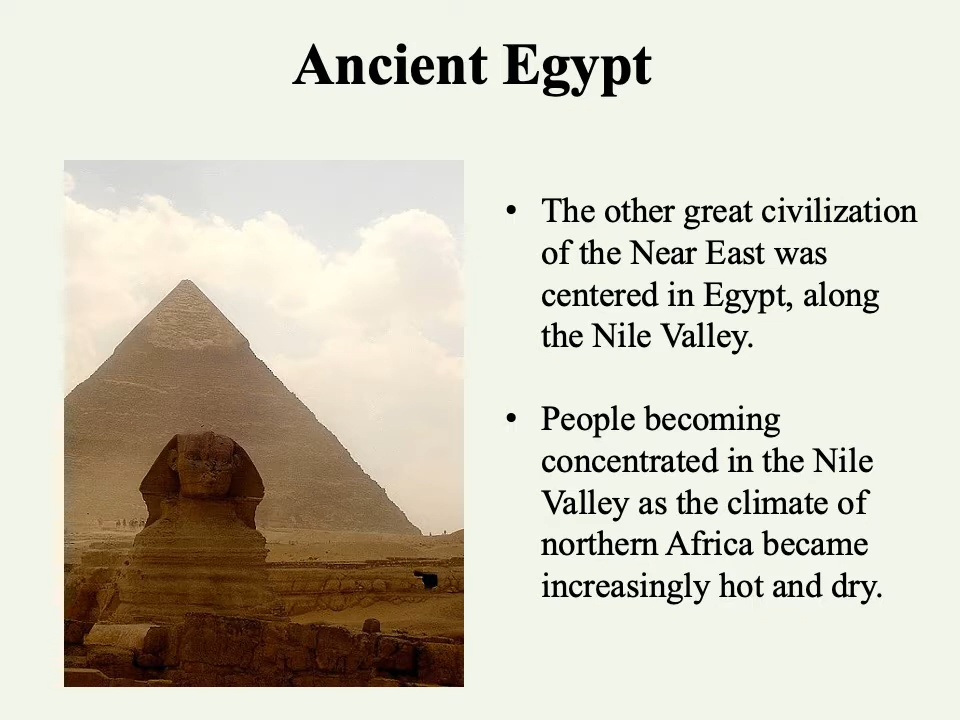 Ancient Egypt
• The other great civilization
of the Near East was
centered in Egypt, along
the Nile Valley.
• People becoming
concentrated in the Nile
Valley as the climate of
northern Africa became
increasingly hot and dry.